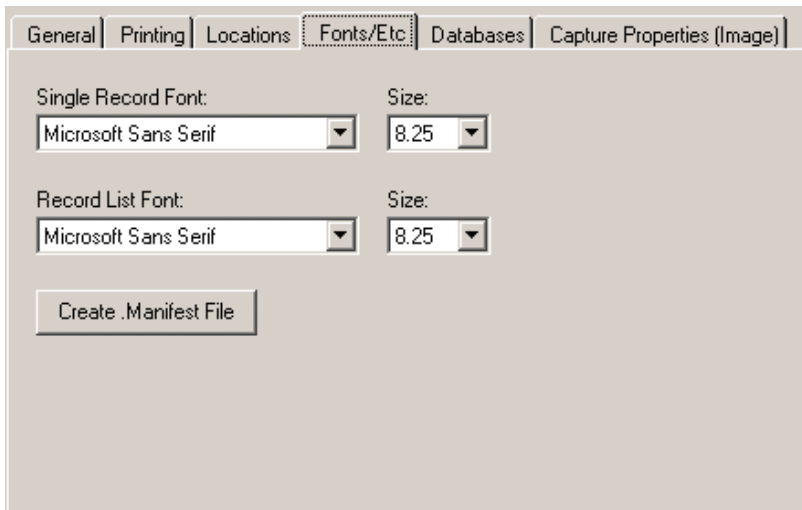 General Printing Locations Fonts/Etc Databases Capture Properties (Image)
Single Record Font: Size:
Microsoft Sans Serif 8.25
Record List Font: Size:
Microsoft Sans Serif 8.25
Create .Manifest File